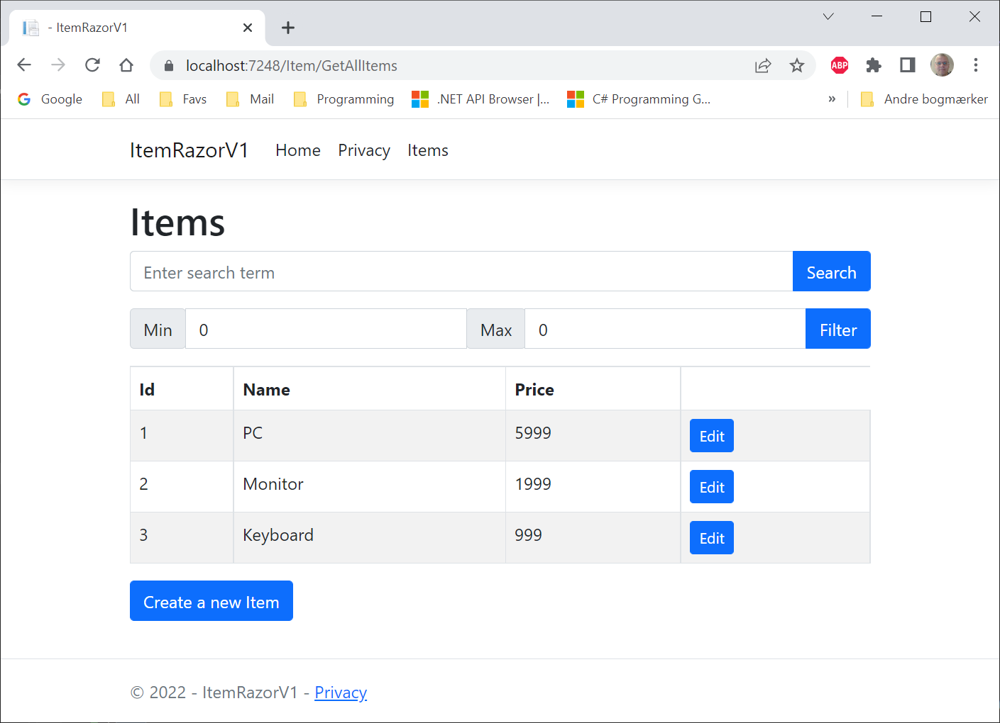 - ItemRazorV1
localhost:7248/Item/GetAllItems
ABP
Google All Favs Mail Programming .NET API Browser |... C# Programming G... » Andre bogmærker
ItemRazorV1 Home Privacy Items
Items
Enter search term Search
Min 0 Max 0 Filter
Id Name Price
1 PC 5999 Edit
2 Monitor 1999 Edit
3 Keyboard 999 Edit
Create a new Item
© 2022 - ItemRazorV1 - Privacy